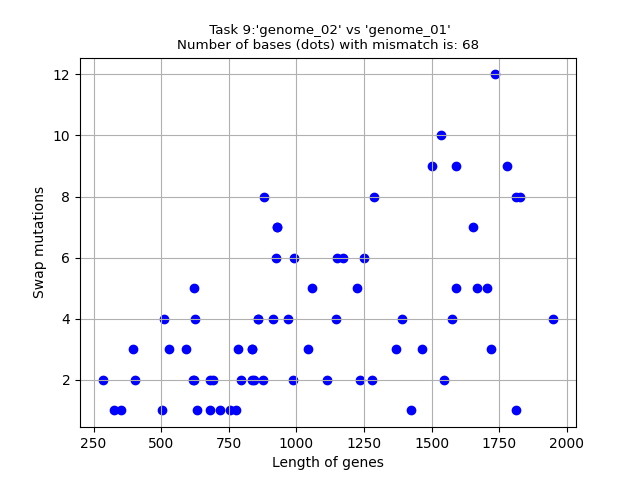 Task 9:'genome_02' vs 'genome_01'
Number of bases (dots) with mismatch is: 68
12
10
8
6
4
2
Swap mutations
250 500 750 1000 1250 1500 1750 2000
Length of genes